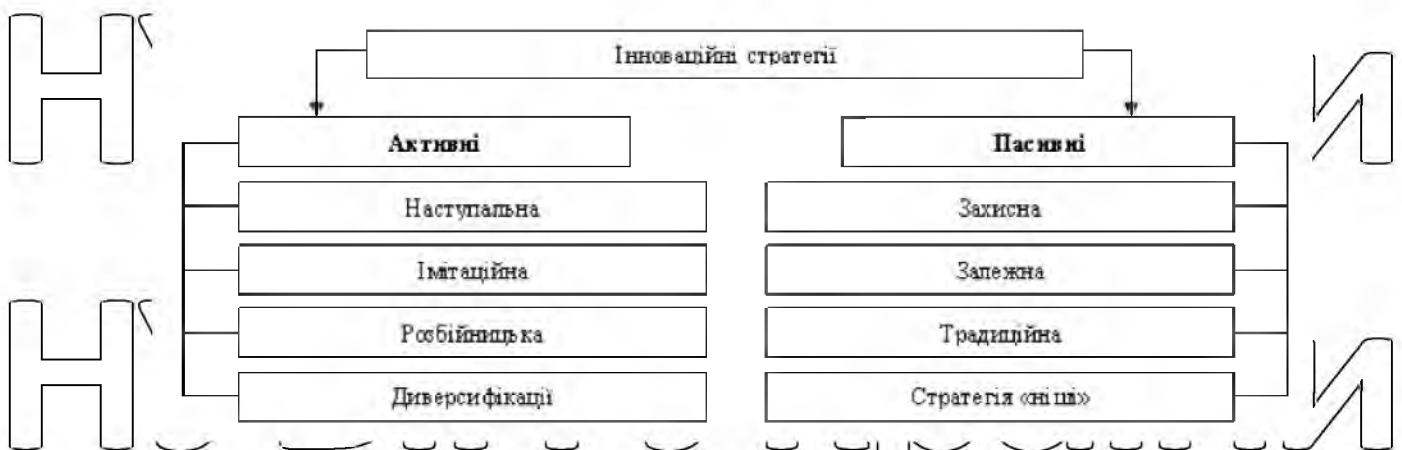 Інноваційні стратегії
Активні
Пасивні
Наступальна
Захисна
Імітаційна
Залежна
Розбійницька
Традиційна
Диверсифікації
Стратегія «ніші»